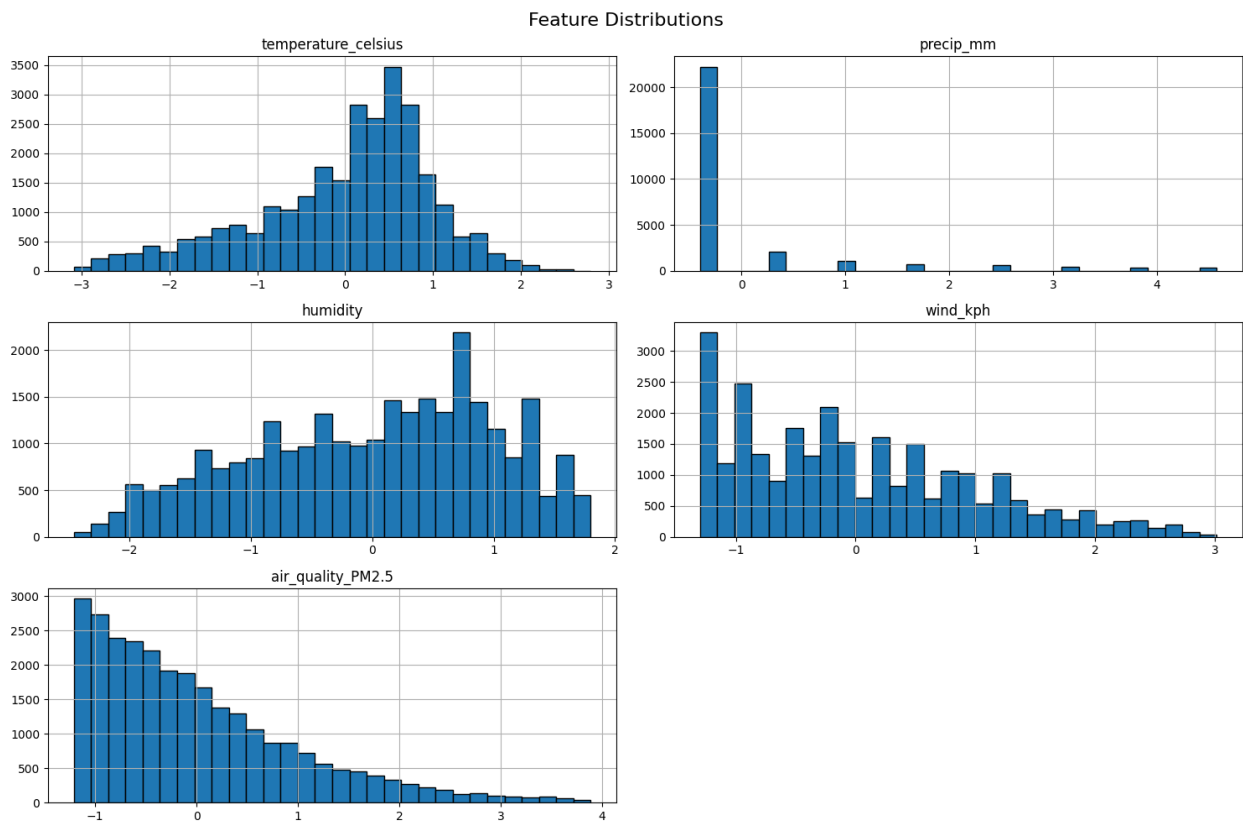 Feature Distributions
temperature_celsius
3500
3000
2500
2000
1500
1000
500
0
−3 −2 −1 0 1 2 3
precip_mm
20000
15000
10000
5000
0
0 1 2 3 4
humidity
2000
1500
1000
500
0
−2 −1 0 1 2
wind_kph
3000
2500
2000
1500
1000
500
0
−1 0 1 2 3
air_quality_PM2.5
3000
2500
2000
1500
1000
500
0
−1 0 1 2 3 4